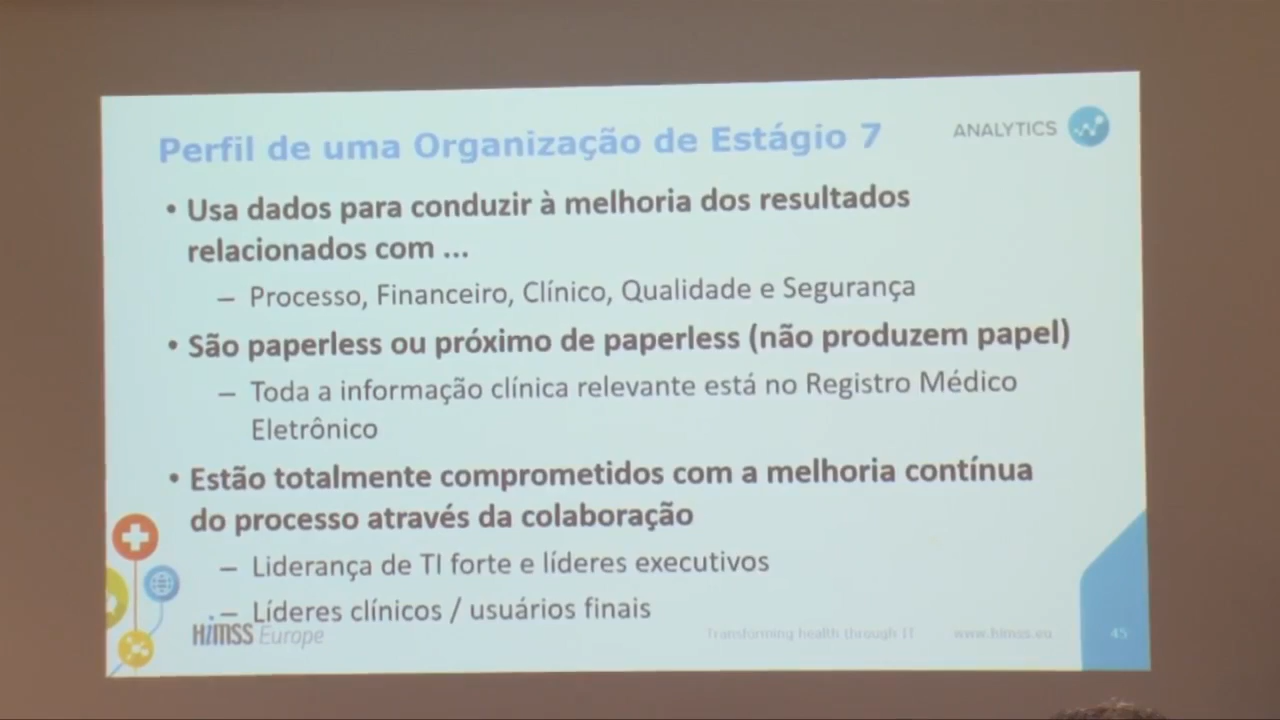 Perfil de uma Organização de Estágio 7
ANALYTICS
• Usa dados para conduzir à melhoria dos resultados
relacionados com ...
– Processo, Financeiro, Clínico, Qualidade e Segurança
• São paperless ou próximo de paperless (não produzem papel)
– Toda a informação clínica relevante está no Registro Médico
Eletrônico
• Estão totalmente comprometidos com a melhoria contínua
do processo através da colaboração
– Liderança de TI forte e líderes executivos
– Líderes clínicos / usuários finais
HiMSS Europe
Transforming health through IT
www.himss.eu
45